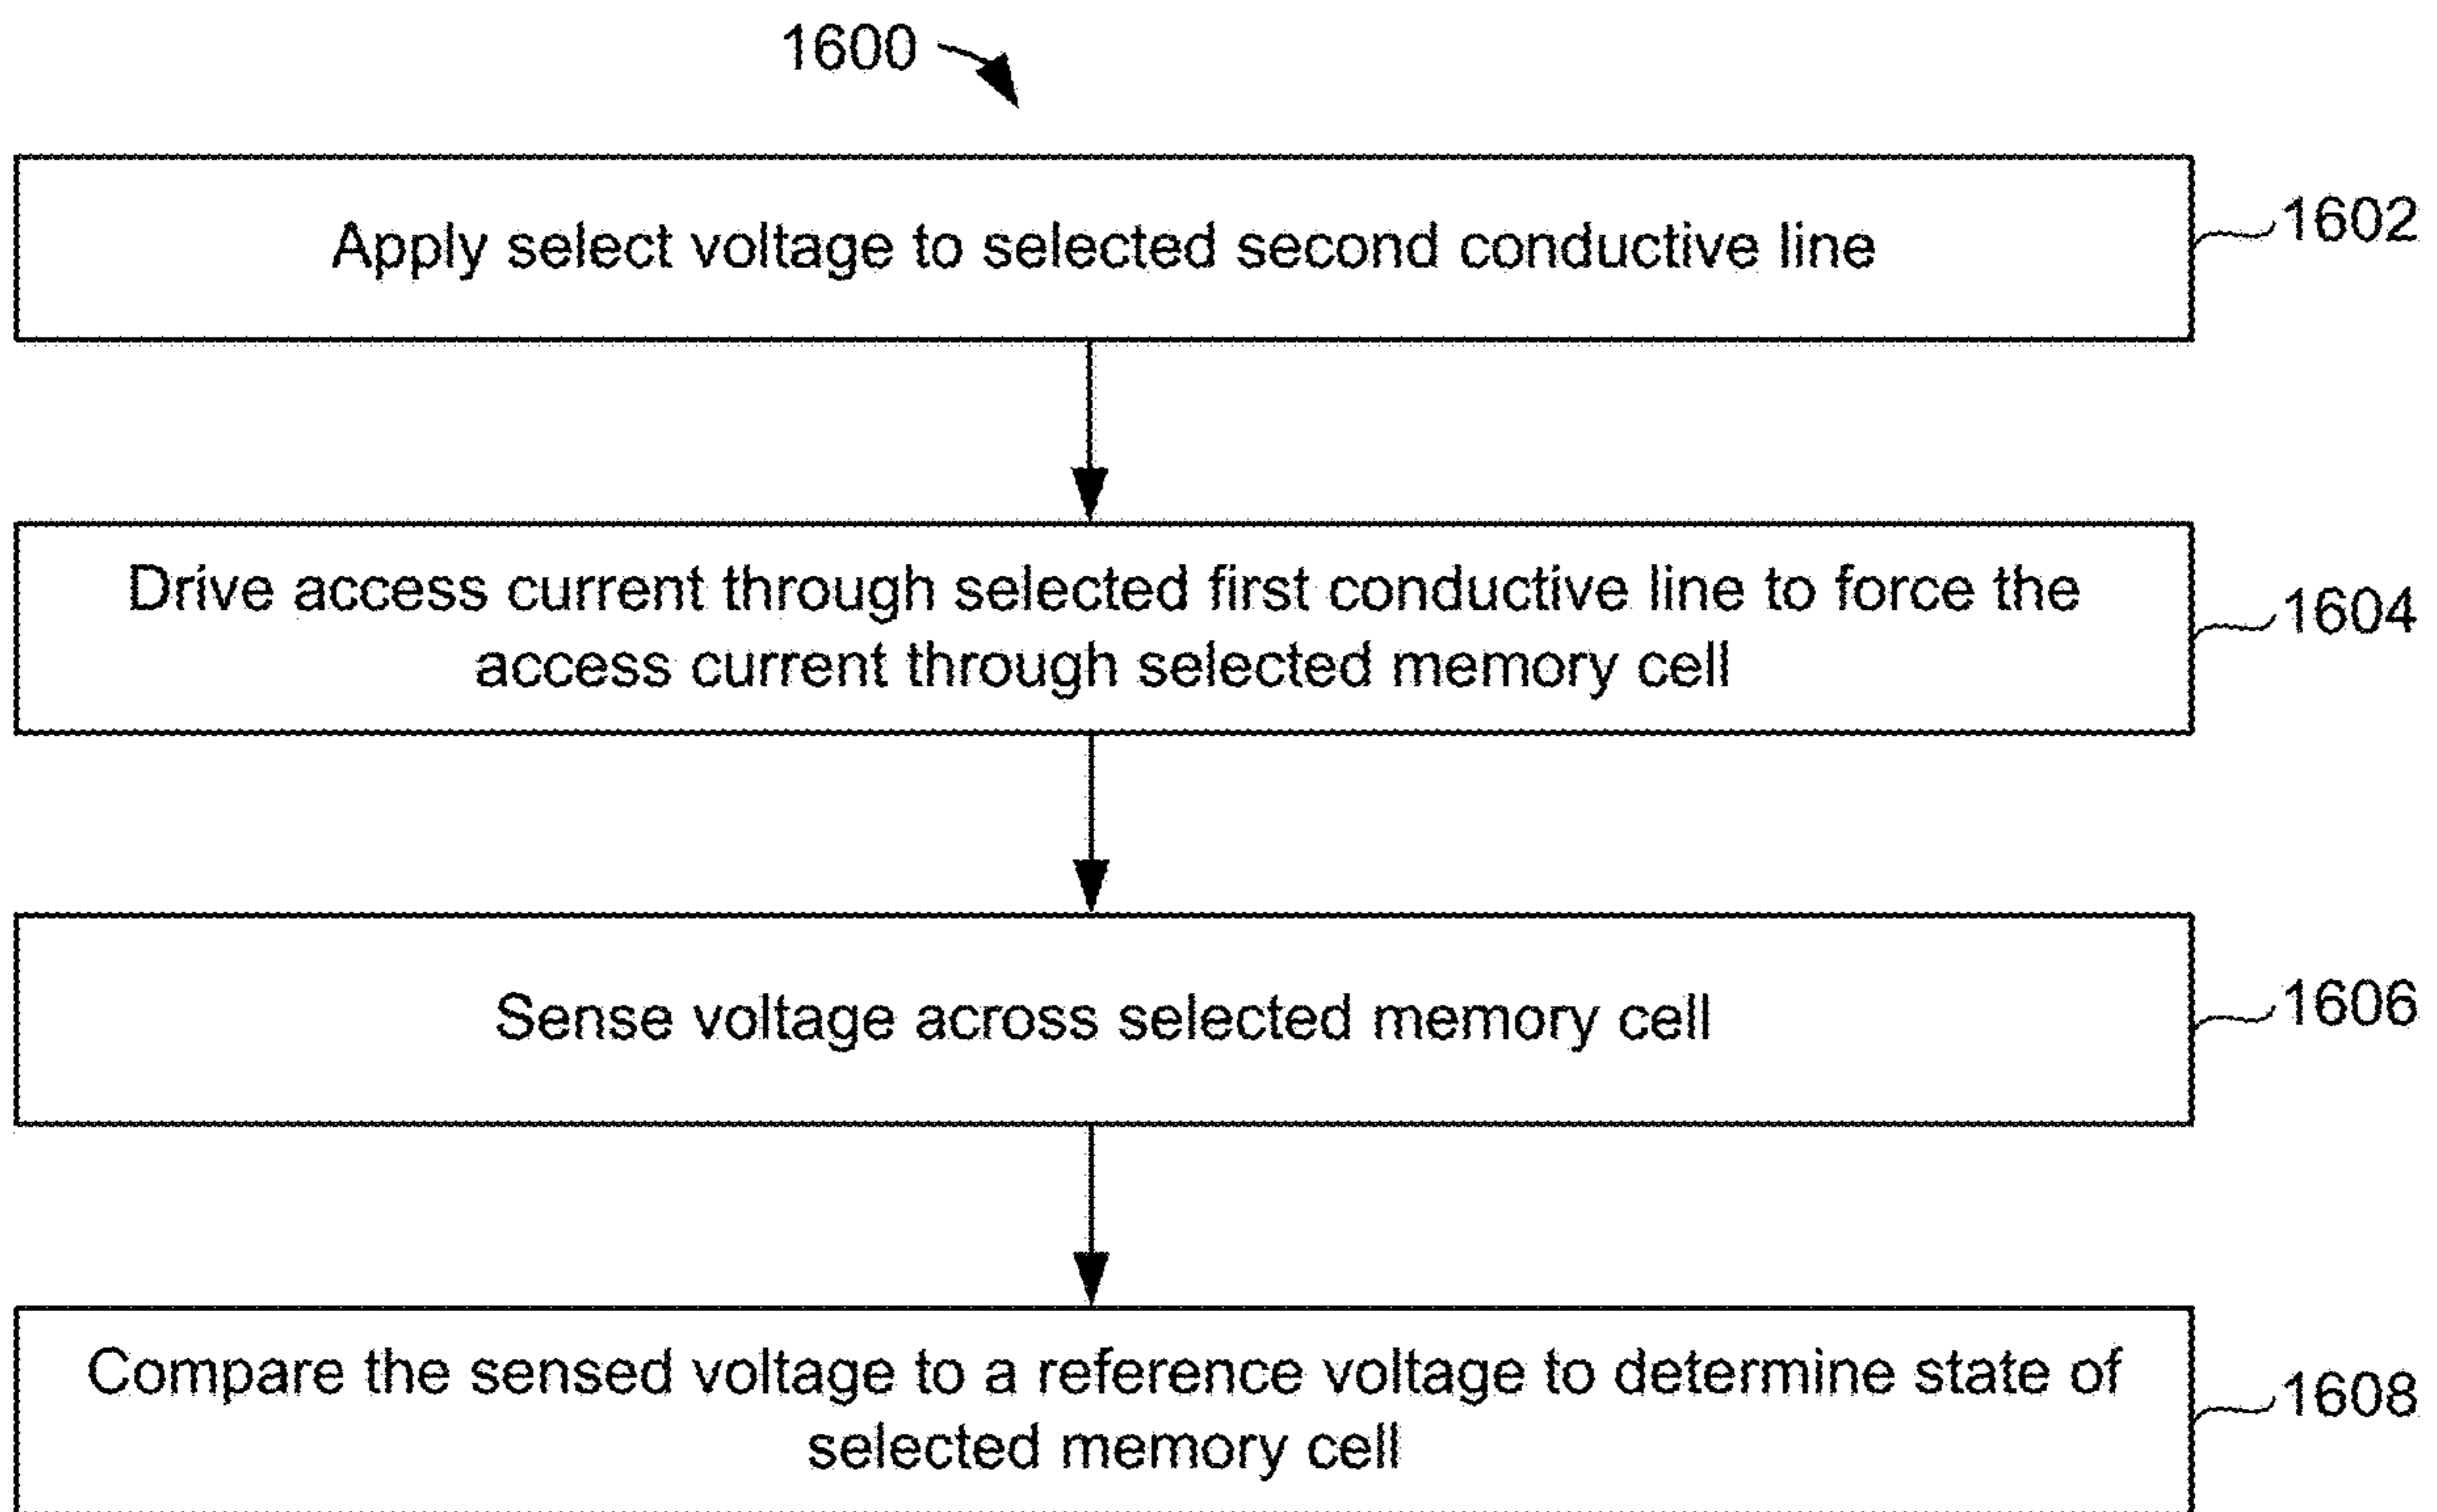 1600
Apply select voltage to selected second conductive line
1602
Drive access current through selected first conductive line to force the
access current through selected memory cell
1604
Sense voltage across selected memory cell
1606
Compare the sensed voltage to a reference voltage to determine state of
selected memory cell
1608